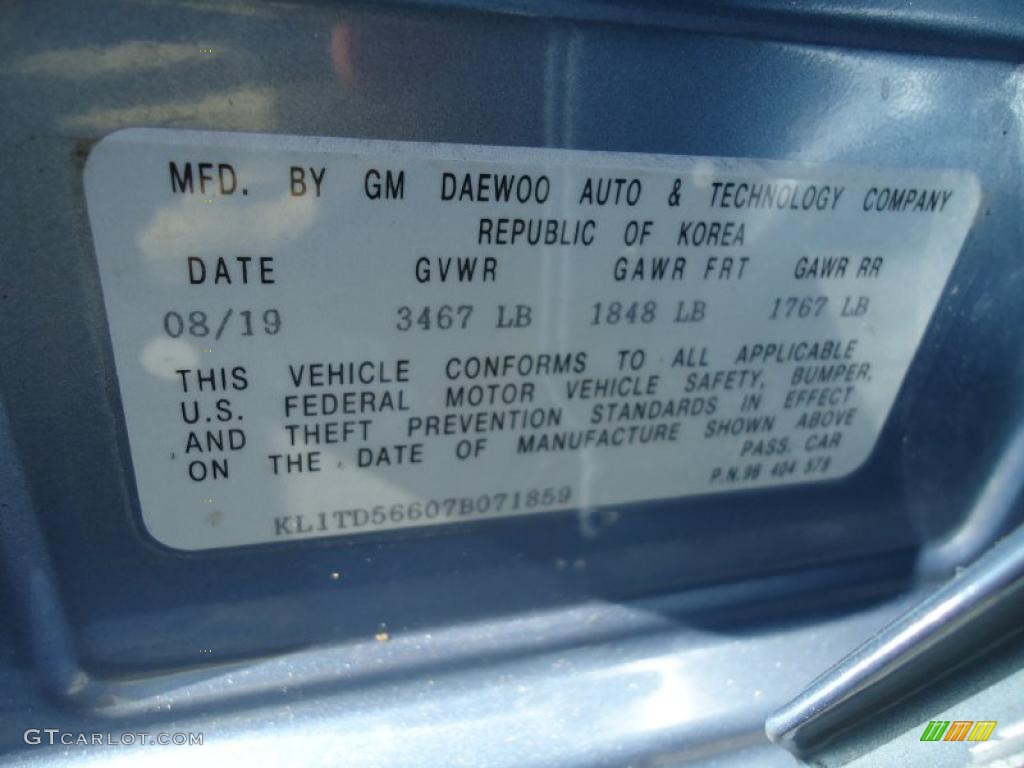 MFD. BY GM DAEWOO AUTO & TECHNOLOGY COMPANY
REPUBLIC OF KOREA
DATE GVWR GAWR FRT GAWR RR
08/19 3467 LB 1848 LB 1767 LB
THIS VEHICLE CONFORMS TO ALL APPLICABLE
U.S. FEDERAL MOTOR VEHICLE SAFETY, BUMPER,
AND THEFT PREVENTION STANDARDS IN EFFECT
ON THE DATE OF MANUFACTURE SHOWN ABOVE
PASS. CAR
P.N.96 404 578
KL1TD56607B071859
GTCARLOT.COM